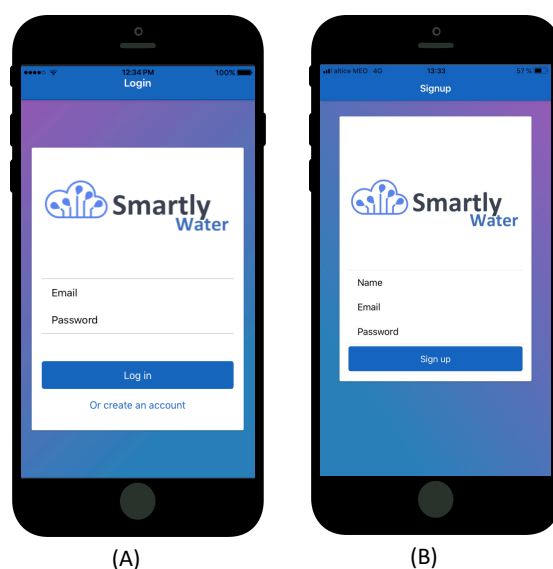 12:34 PM 100%
Login
Smartly
Water
Email
Password
Log in
Or create an account
(A)
altice MEO 4G 13:33 57 %
Signup
Smartly
Water
Name
Email
Password
Sign up
(B)